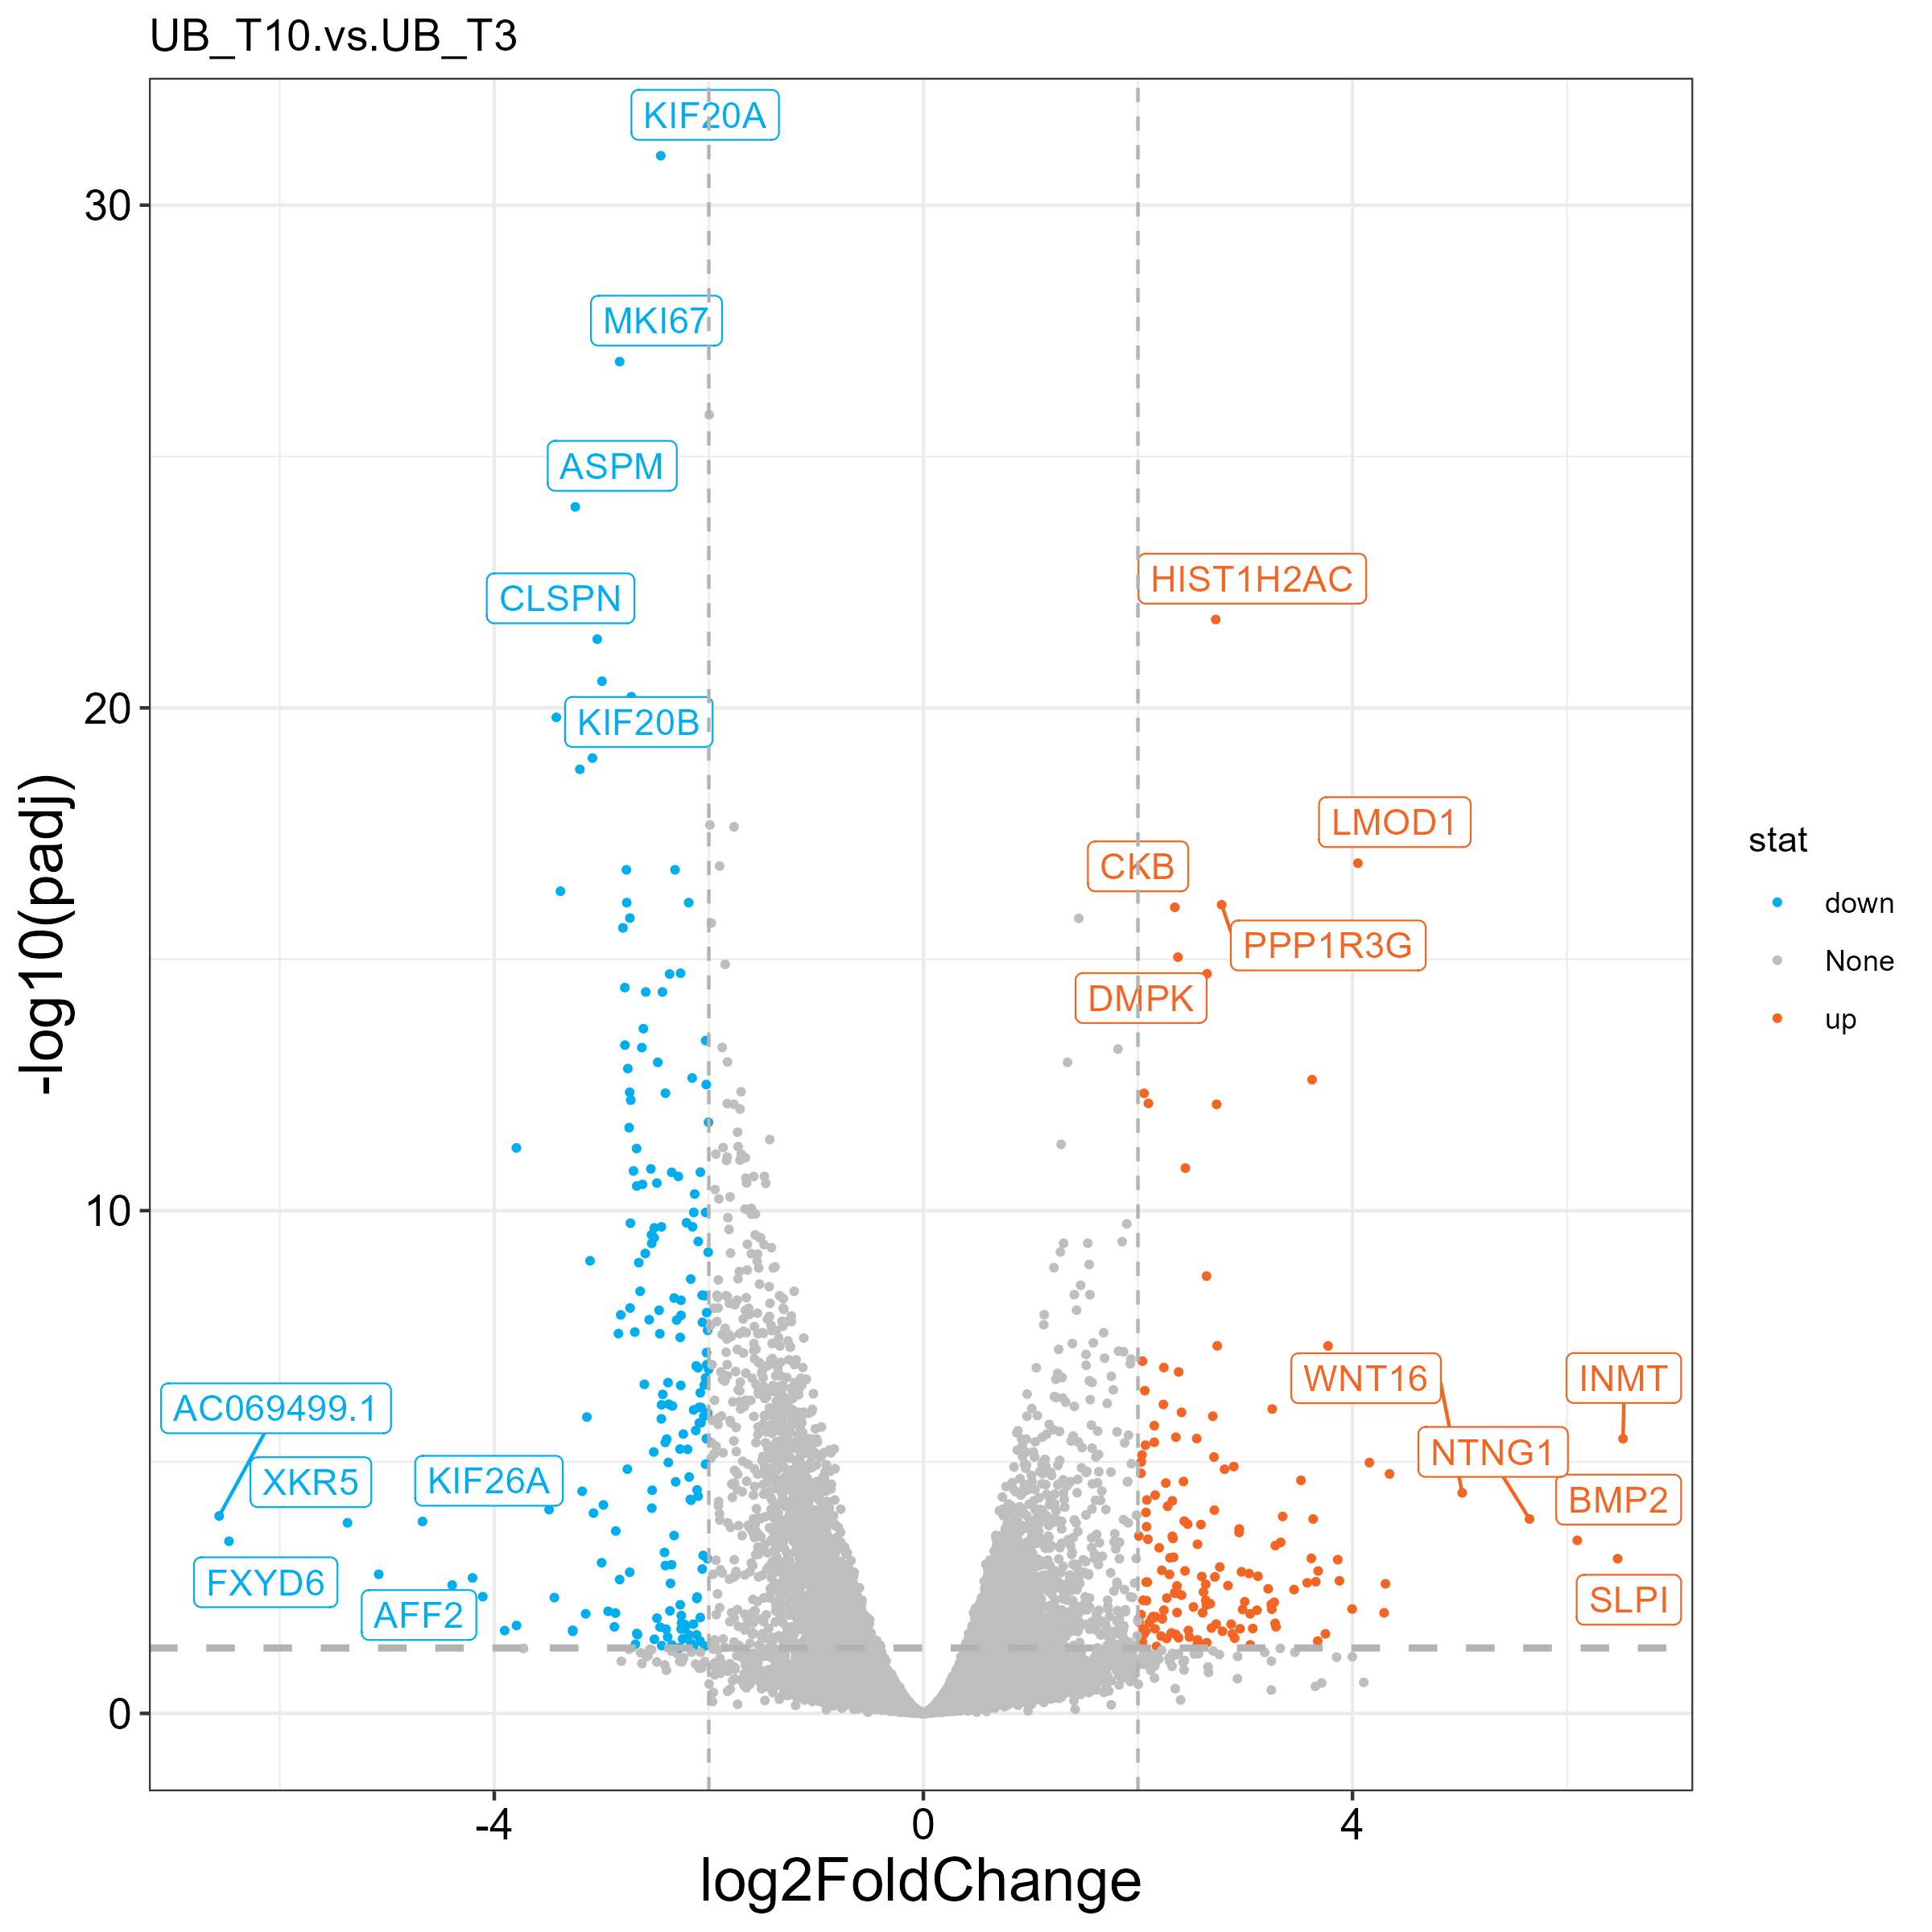 UB_T10.vs.UB_T3
KIF20A
30
MKI67
ASPM
HIST1H2AC
CLSPN
20
KIF20B
LMOD1
CKB
PPP1R3G
DMPK
-log10(padj)
stat
down
None
up
10
WNT16
INMT
AC069499.1
NTNG1
XKR5
KIF26A
BMP2
FXYD6
AFF2
SLPI
0
-4
0
4
log2FoldChange